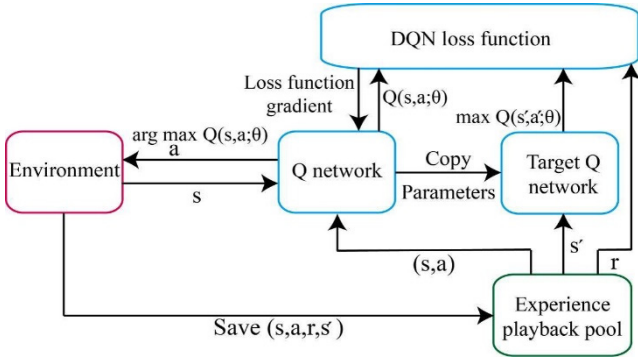 DQN loss function
Loss function
gradient
Q(s,a;θ)
max Q(s′,a′;θ)
arg max Q(s,a;θ)
a
Environment
s
Q network
Copy
Parameters
Target Q
network
(s,a)
s′
r
Experience
playback pool
Save (s,a,r,s′)